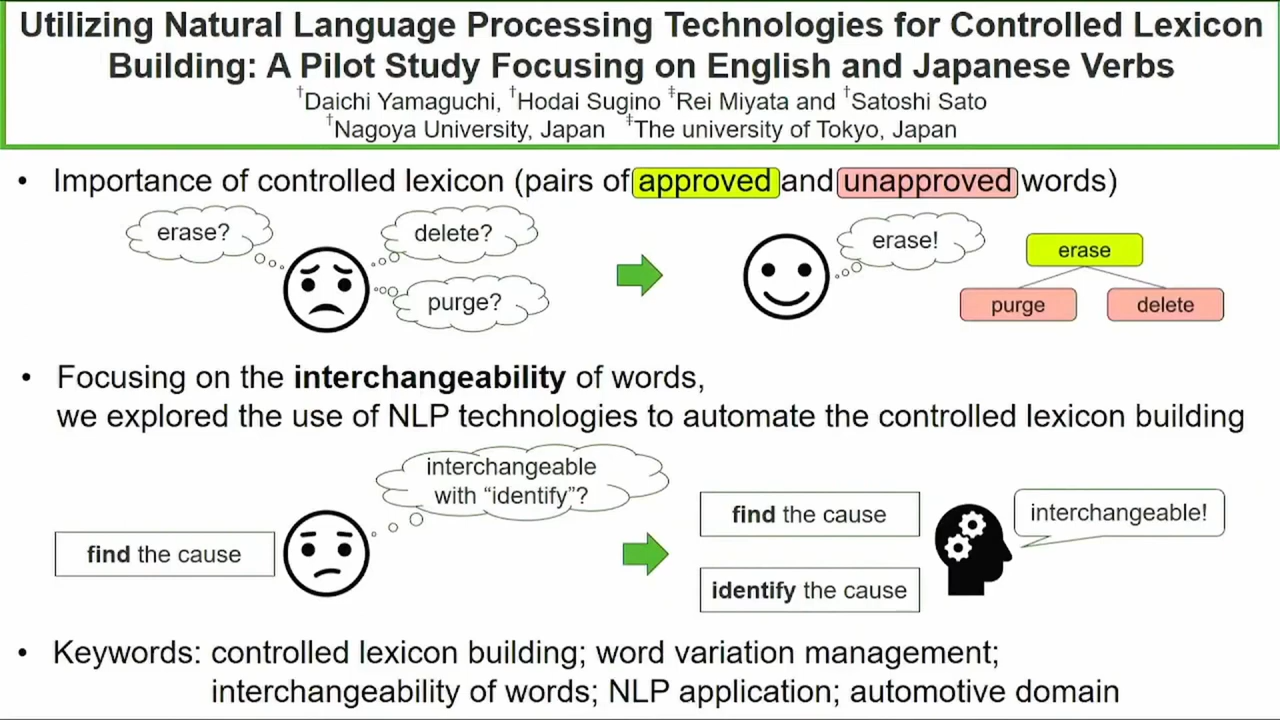 Utilizing Natural Language Processing Technologies for Controlled Lexicon
Building: A Pilot Study Focusing on English and Japanese Verbs
†Daichi Yamaguchi, †Hodai Sugino ‡Rei Miyata and †Satoshi Sato
†Nagoya University, Japan ‡The university of Tokyo, Japan
• Importance of controlled lexicon (pairs of approved and unapproved words)
erase?
delete?
purge?
erase!
erase
purge
delete
• Focusing on the interchangeability of words,
we explored the use of NLP technologies to automate the controlled lexicon building
interchangeable
with “identify”?
find the cause
find the cause
identify the cause
interchangeable!
• Keywords: controlled lexicon building; word variation management;
interchangeability of words; NLP application; automotive domain